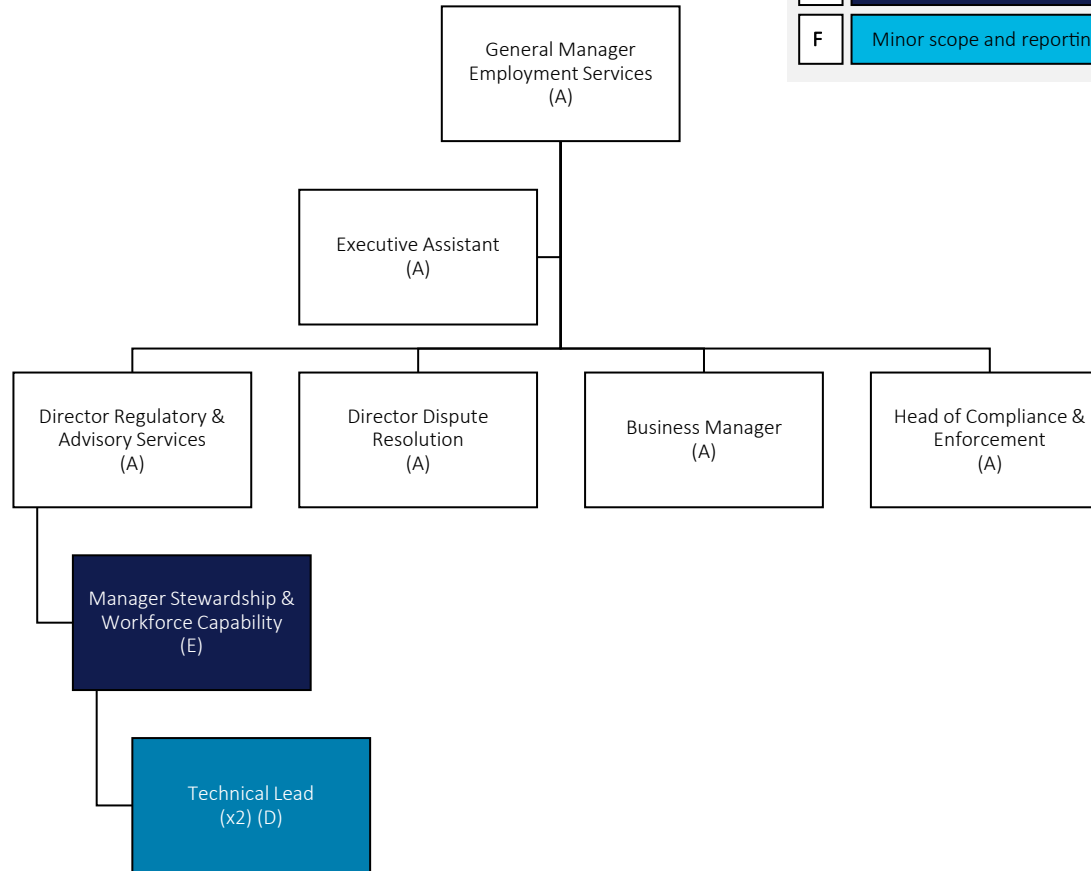 F
Minor scope and reportin
General Manager
Employment Services
(A)
Executive Assistant
(A)
Director Regulatory &
Advisory Services
(A)
Director Dispute
Resolution
(A)
Business Manager
(A)
Head of Compliance &
Enforcement
(A)
Manager Stewardship &
Workforce Capability
(E)
Technical Lead
(x2) (D)